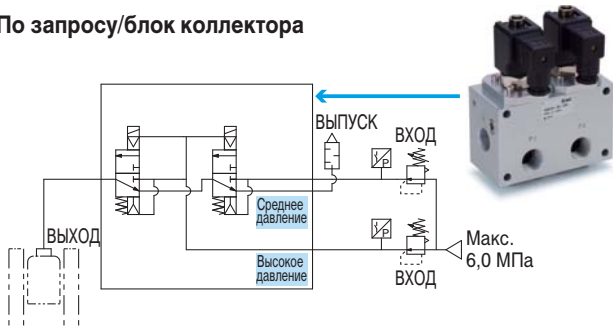 По запросу/блок коллектора
ВЫПУСК
ВХОД
Среднее
давление
ВЫХОД
Высокое
давление
ВХОД
Макс.
6,0 МПа